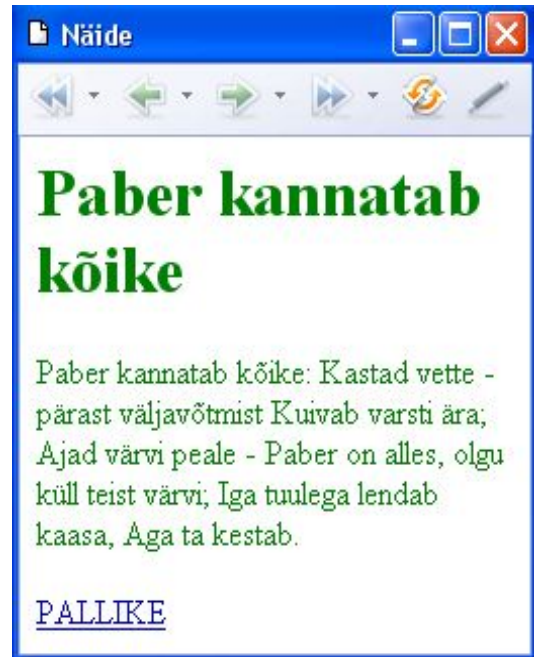 Näide
Paber kannatab
kõike
Paber kannatab kõike: Kastad vette -
pärast väljavõtmist Kuivab varsti ära;
Ajad värvi peale - Paber on alles, olgu
küll teist värvi; Iga tuulega lendab
kaasa, Aga ta kestab.
PALLIKE